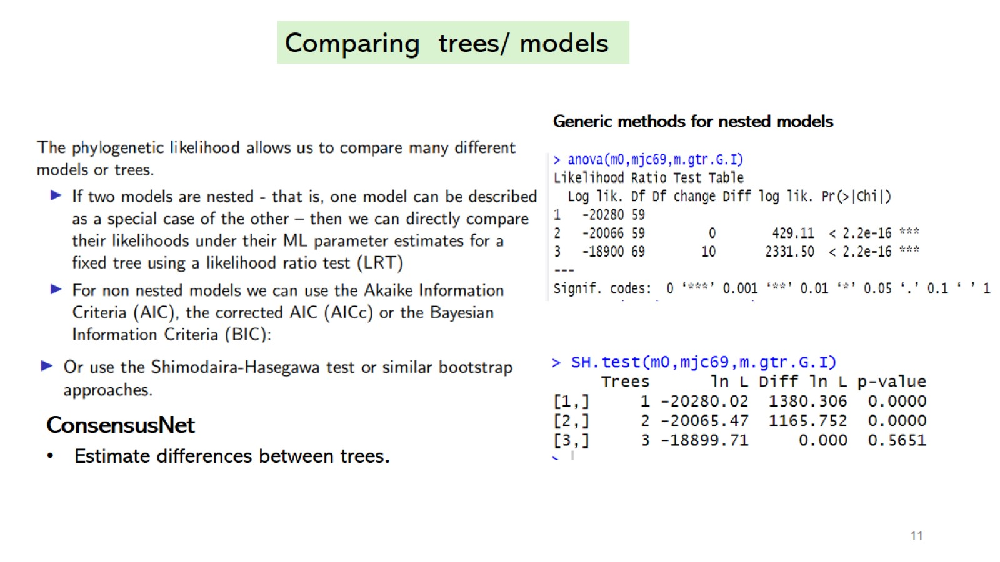 Comparing trees/ models
The phylogenetic likelihood allows us to compare many different
models or trees.
▶ If two models are nested - that is, one model can be described
as a special case of the other – then we can directly compare
their likelihoods under their ML parameter estimates for a
fixed tree using a likelihood ratio test (LRT)
▶ For non nested models we can use the Akaike Information
Criteria (AIC), the corrected AIC (AICc) or the Bayesian
Information Criteria (BIC):
▶ Or use the Shimodaira-Hasegawa test or similar bootstrap
approaches.
ConsensusNet
• Estimate differences between trees.
Generic methods for nested models
> anova(m0,mjc69,m.gtr.G.I)
Likelihood Ratio Test Table
Log lik. Df Df change Diff log lik. Pr(>|Chi|)
1 -20280 59
2 -20066 59 0 429.11 < 2.2e-16 ***
3 -18900 69 10 2331.50 < 2.2e-16 ***
---
Signif. codes: 0 ‘***’ 0.001 ‘**’ 0.01 ‘*’ 0.05 ‘.’ 0.1 ‘ ’ 1
> SH.test(m0,mjc69,m.gtr.G.I)
Trees ln L Diff ln L p-value
[1,] 1 -20280.02 1380.306 0.0000
[2,] 2 -20065.47 1165.752 0.0000
[3,] 3 -18899.71 0.000 0.5651
11